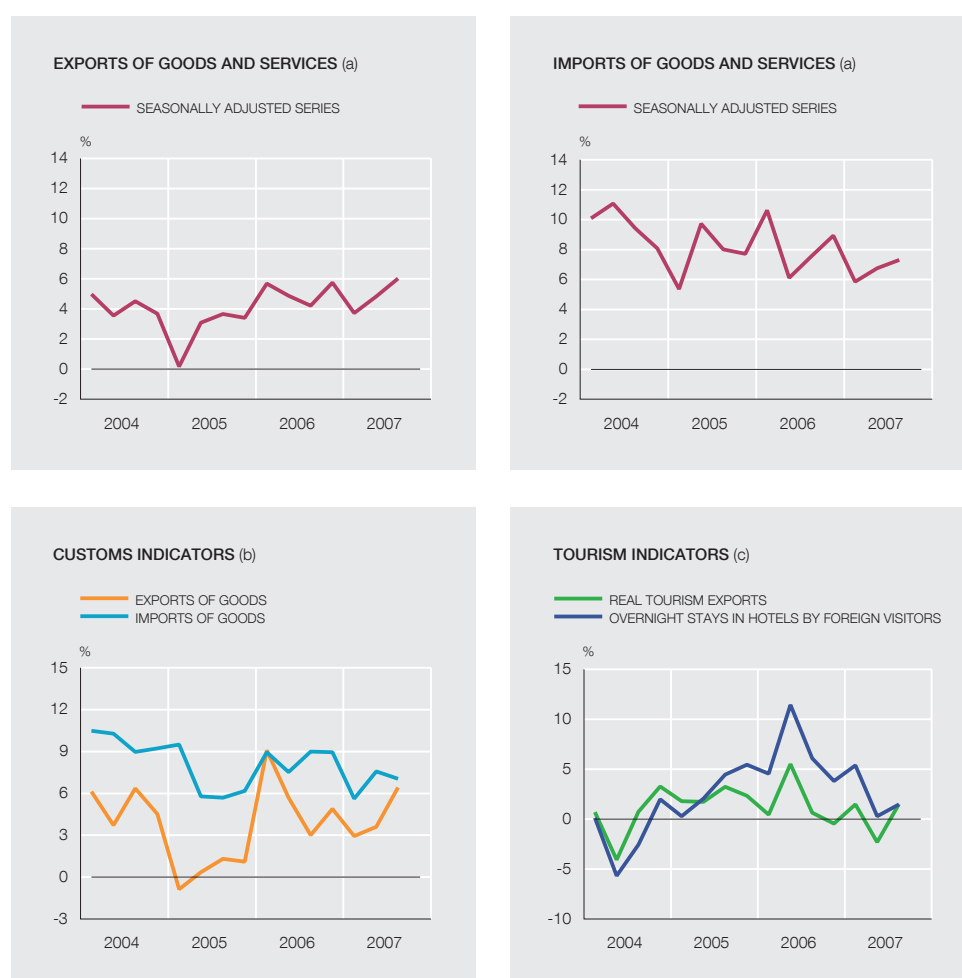 EXPORTS OF GOODS AND SERVICES (a)
SEASONALLY ADJUSTED SERIES
%
14
12
10
8
6
4
2
0
-2
2004 2005 2006 2007
IMPORTS OF GOODS AND SERVICES (a)
SEASONALLY ADJUSTED SERIES
%
14
12
10
8
6
4
2
0
-2
2004 2005 2006 2007
CUSTOMS INDICATORS (b)
EXPORTS OF GOODS
IMPORTS OF GOODS
%
15
12
9
6
3
0
-3
2004 2005 2006 2007
TOURISM INDICATORS (c)
REAL TOURISM EXPORTS
OVERNIGHT STAYS IN HOTELS BY FOREIGN VISITORS
%
15
10
5
0
-5
-10
2004 2005 2006 2007